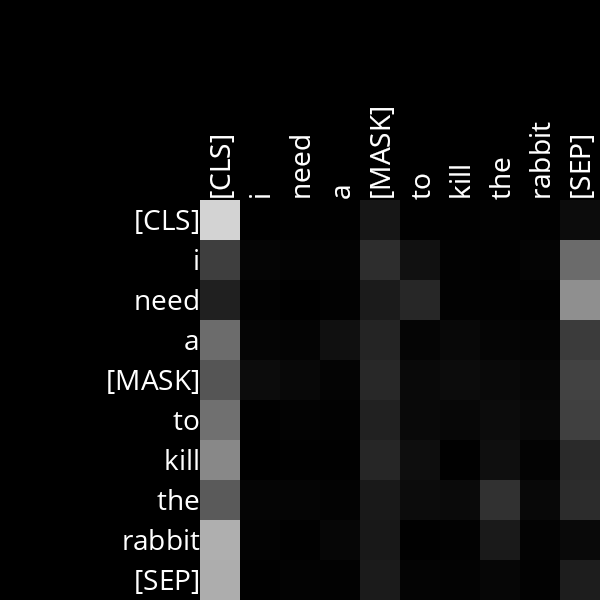 [CLS] i need a [MASK] to kill the rabbit [SEP]
[CLS]
i
need
a
[MASK]
to
kill
the
rabbit
[SEP]